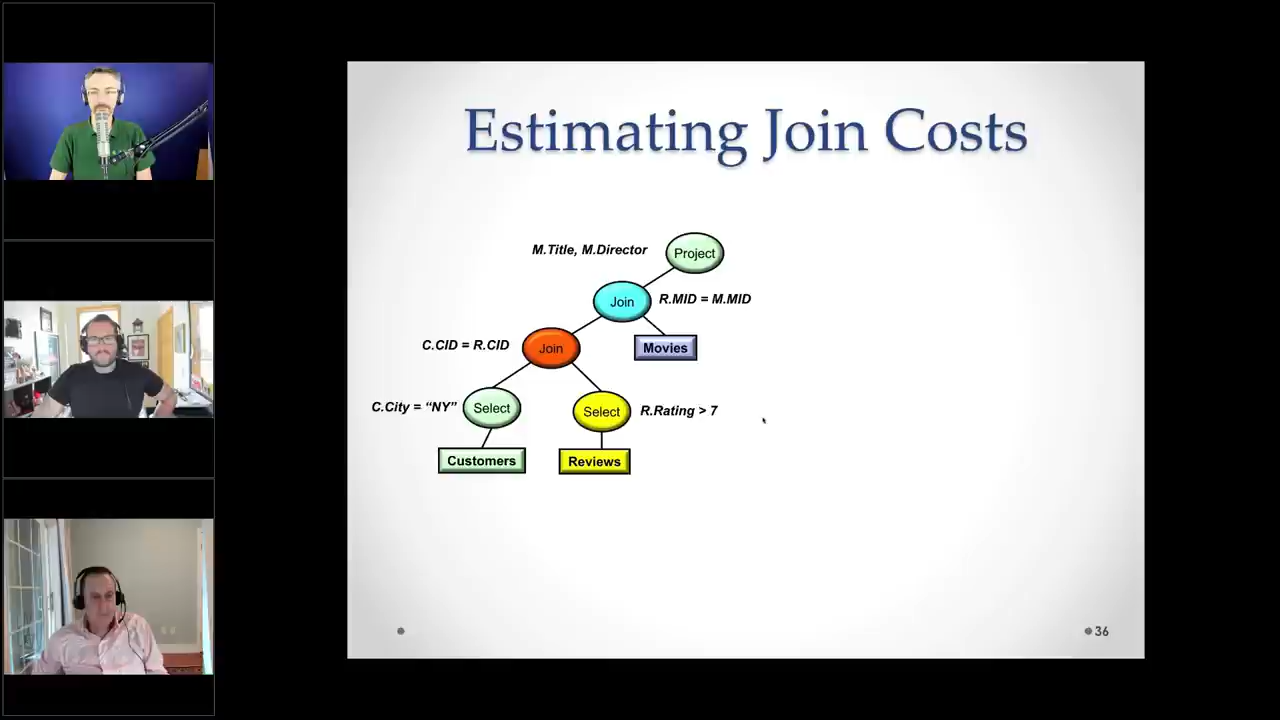 Estimating Join Costs
M.Title, M.Director
Project
Join
R.MID = M.MID
C.CID = R.CID
Join
Movies
C.City = “NY”
Select
Select
R.Rating > 7
Customers
Reviews
36